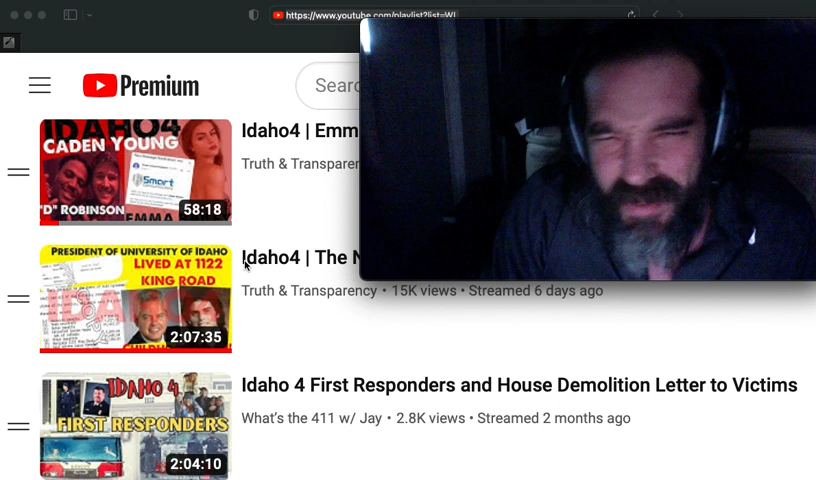 https://www.youtube.com/playlist?list=WL
Premium
Sear
IDAHO4
CADEN YOUNG
Smart
"D" ROBINSON
EMMA
58:18
Idaho4 | Emm
Truth & Transparen
PRESIDENT OF UNIVERSITY OF IDAHO
LIVED AT 1122
KING ROAD
2:07:35
Idaho4 | The N
Truth & Transparency • 15K views • Streamed 6 days ago
IDAHO 4
FIRST RESPONDERS
2:04:10
Idaho 4 First Responders and House Demolition Letter to Victims
What's the 411 w/ Jay • 2.8K views • Streamed 2 months ago